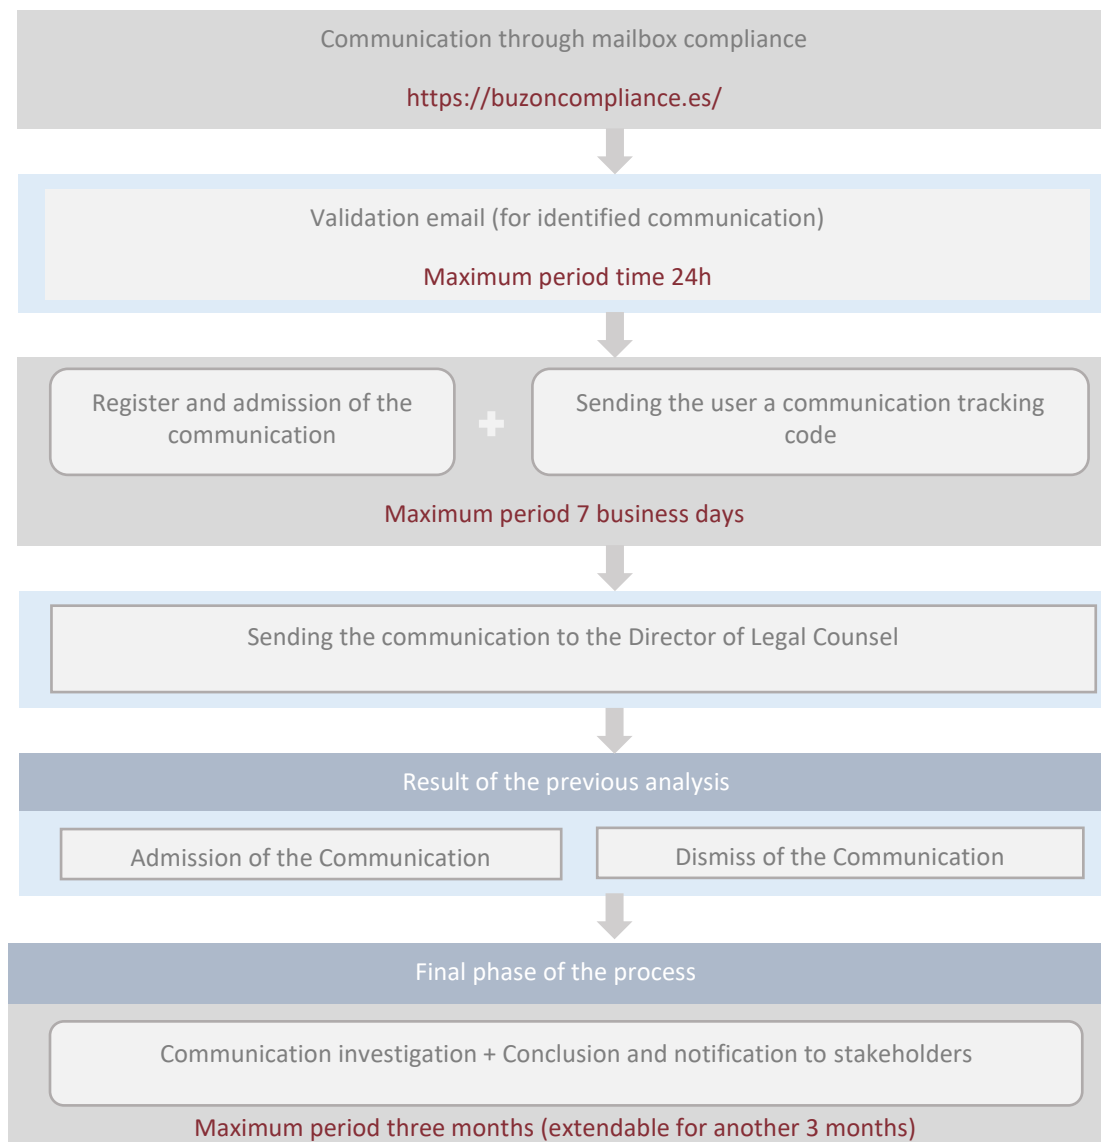 Communication through mailbox compliance
https://buzoncompliance.es/
Validation email (for identified communication)
Maximum period time 24h
Register and admission of the
communication
Sending the user a communication tracking
code
Maximum period 7 business days
Sending the communication to the Director of Legal Counsel
Result of the previous analysis
Admission of the Communication
Dismiss of the Communication
Final phase of the process
Communication investigation + Conclusion and notification to stakeholders
Maximum period three months (extendable for another 3 months)